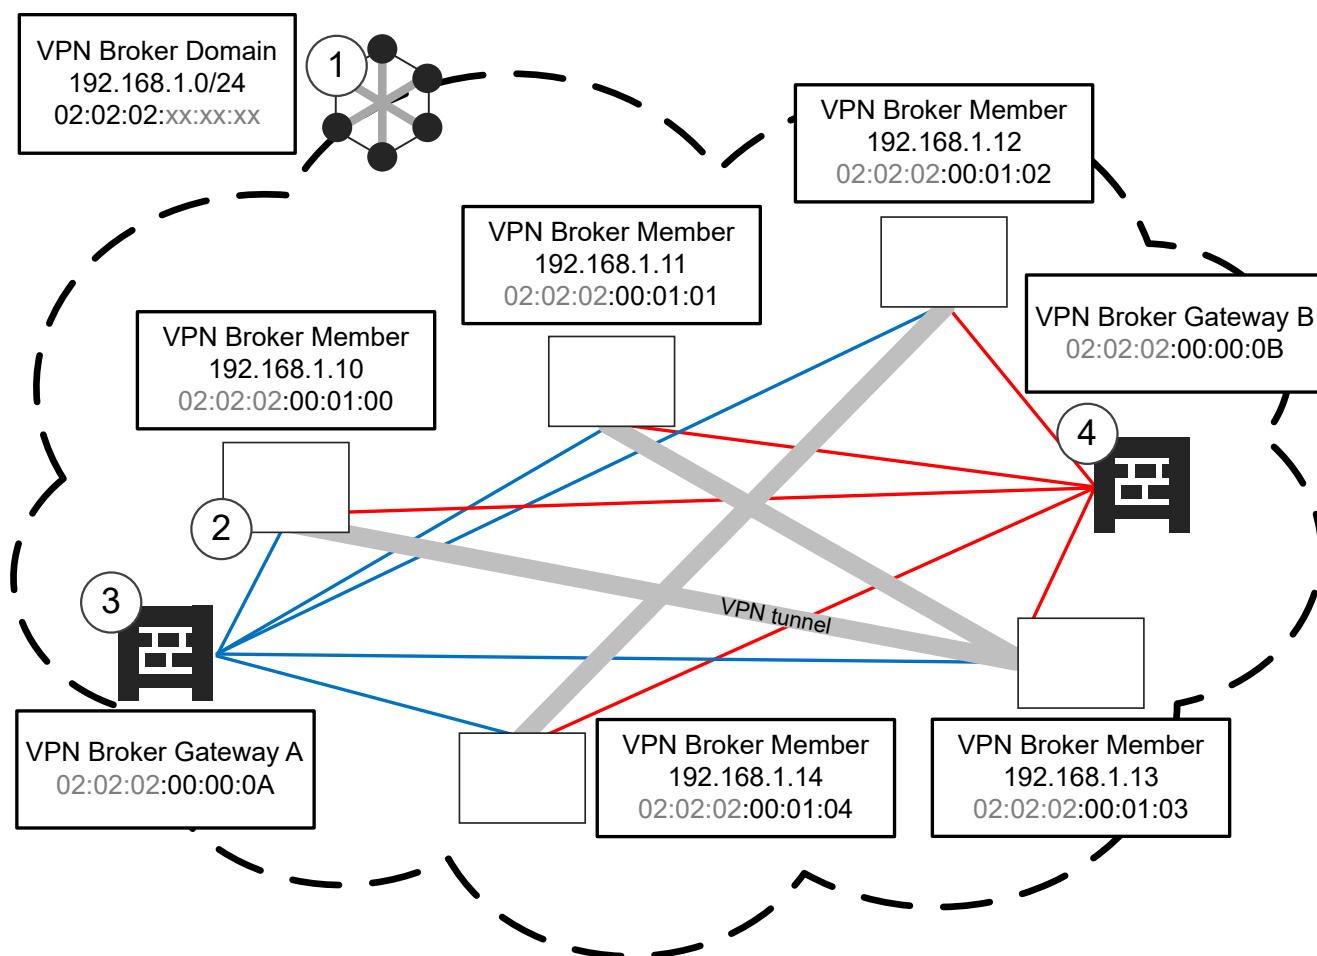 VPN Broker Domain
192.168.1.0/24
02:02:02:xx:xx:xx
1
VPN Broker Member
192.168.1.12
02:02:02:00:01:02
VPN Broker Member
192.168.1.11
02:02:02:00:01:01
VPN Broker Gateway B
02:02:02:00:00:0B
VPN Broker Member
192.168.1.10
02:02:02:00:01:00
4
2
3
VPN tunnel
VPN Broker Gateway A
02:02:02:00:00:0A
VPN Broker Member
192.168.1.14
02:02:02:00:01:04
VPN Broker Member
192.168.1.13
02:02:02:00:01:03